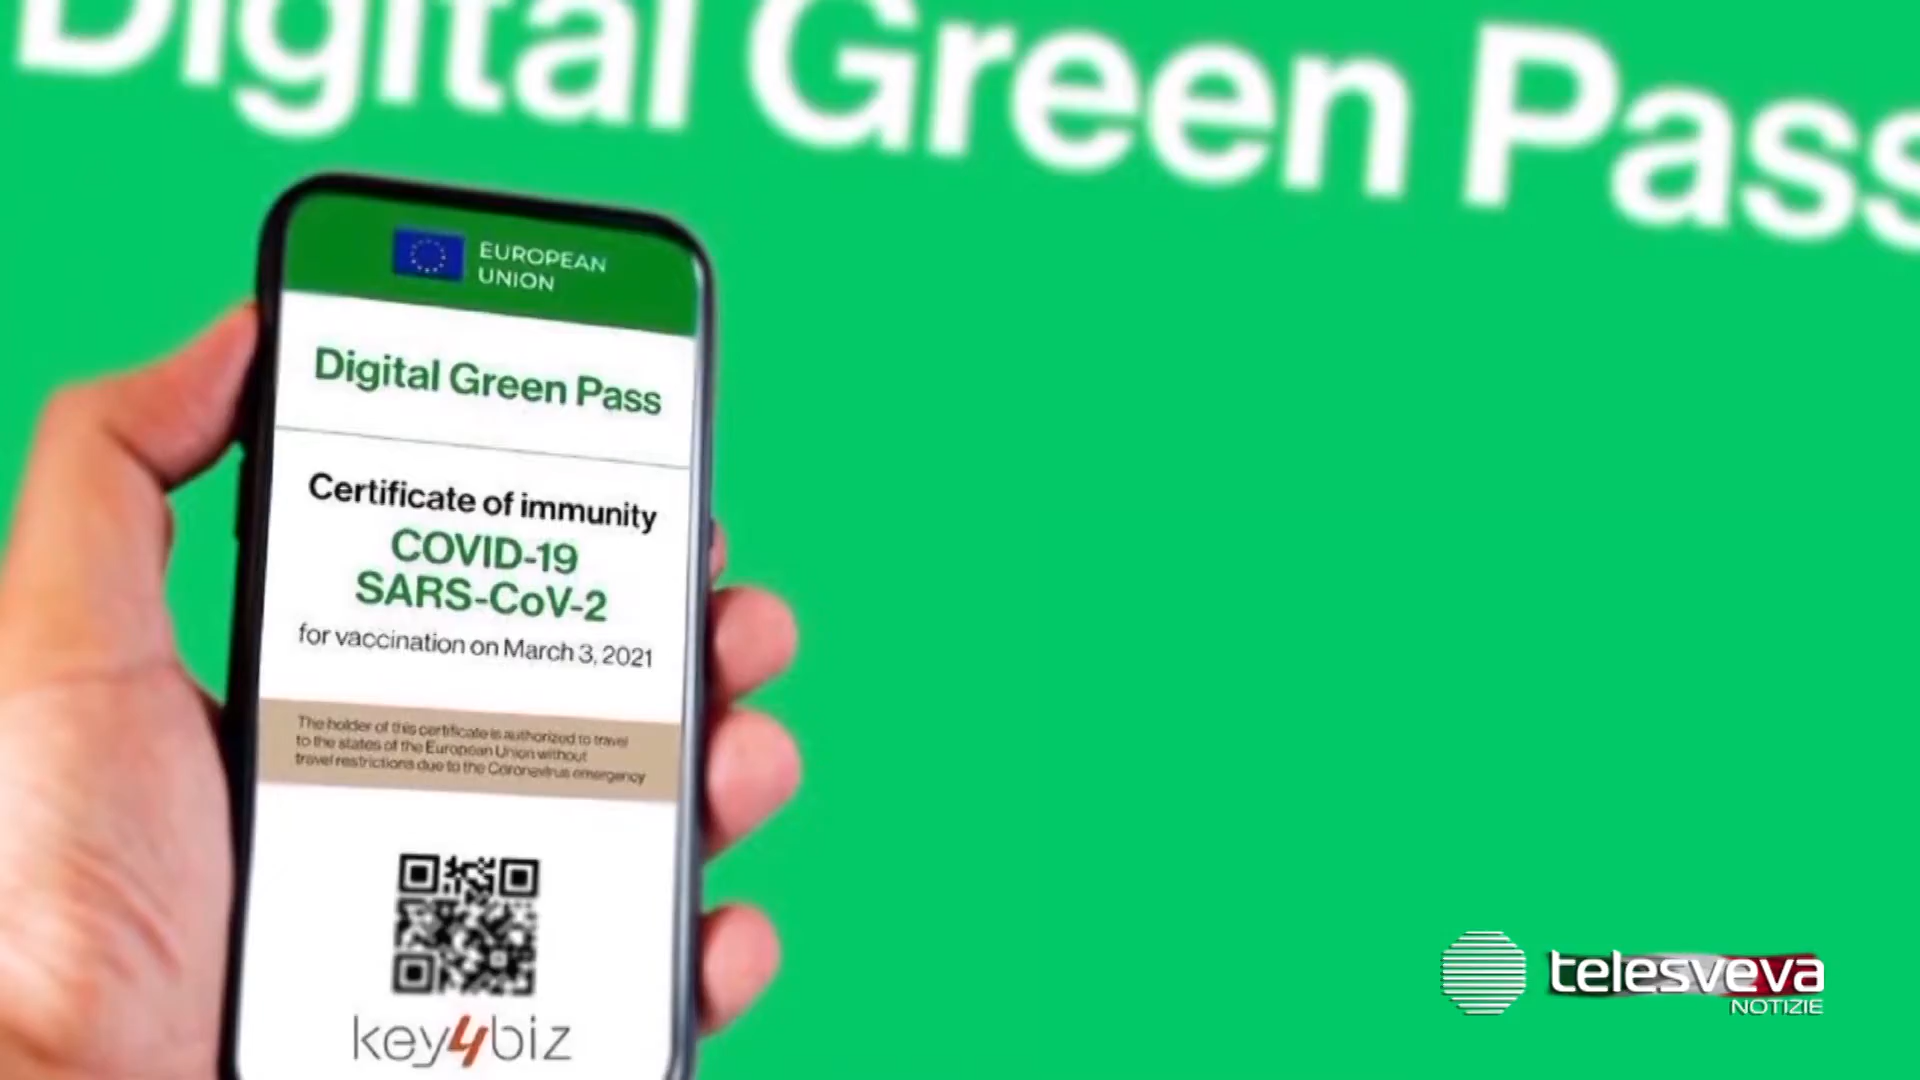 Digital Green Pass
EUROPEAN
UNION
Digital Green Pass
Certificate of immunity
COVID-19
SARS-CoV-2
for vaccination on March 3, 2021
The holder of this certificate is authorized to travel
to the states of the European Union without
travel restrictions due to the Coronavirus emergency
key4biz
telesveva
NOTIZIE